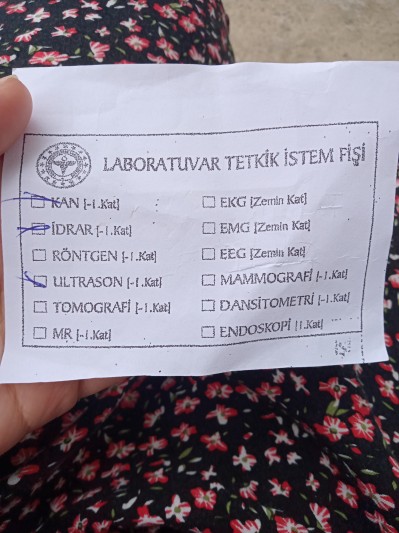 LABORATUVAR TETKİK İSTEM FİŞİ
KAN [-1.Kat]
İDRAR [-1.Kat]
RÖNTGEN [-1.Kat]
ULTRASON [-1.Kat]
TOMOGRAFİ [-1.Kat]
MR [-1.Kat]
EKG [Zemin Kat]
EMG [Zemin Kat]
EEG [Zemin Kat]
MAMMOGRAFİ [-1.Kat]
DANSİTOMETRİ [-1.Kat]
ENDOSKOPİ [1.Kat]